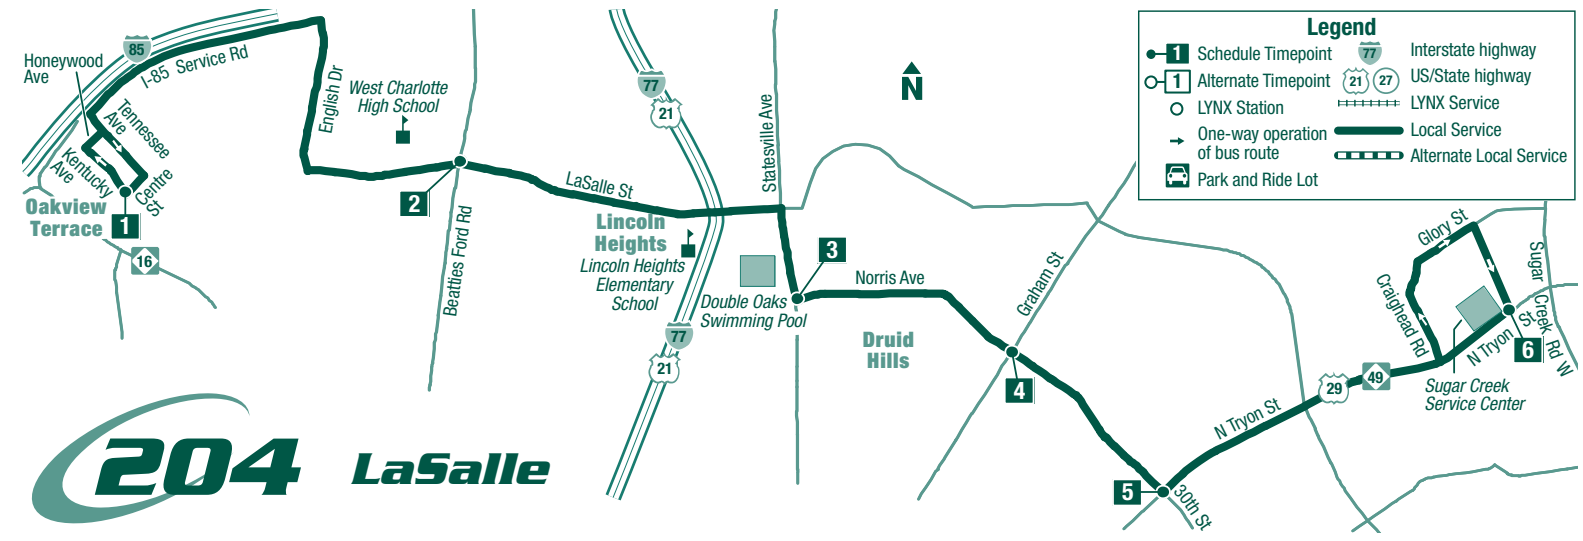 85
Honeywood
Ave
I-85 Service Rd
Tennessee
Ave
Kentucky
Ave
Centre
St
Oakview
Terrace
1
16
English Dr
West Charlotte
High School
2
Beatties Ford Rd
LaSalle St
77
21
Statesville Ave
Lincoln
Heights
Lincoln Heights
Elementary
School
77
21
3
Double Oaks
Swimming Pool
Norris Ave
Druid
Hills
N
Graham St
4
5
30th St
N Tryon St
29
49
Craighead Rd
Glory St
Sugar Creek Rd W
N Tryon St
6
Sugar Creek
Service Center
Legend
1 Schedule Timepoint
1 Alternate Timepoint
LYNX Station
One-way operation
of bus route
Park and Ride Lot
77 Interstate highway
21 27 US/State highway
LYNX Service
Local Service
Alternate Local Service
204 LaSalle